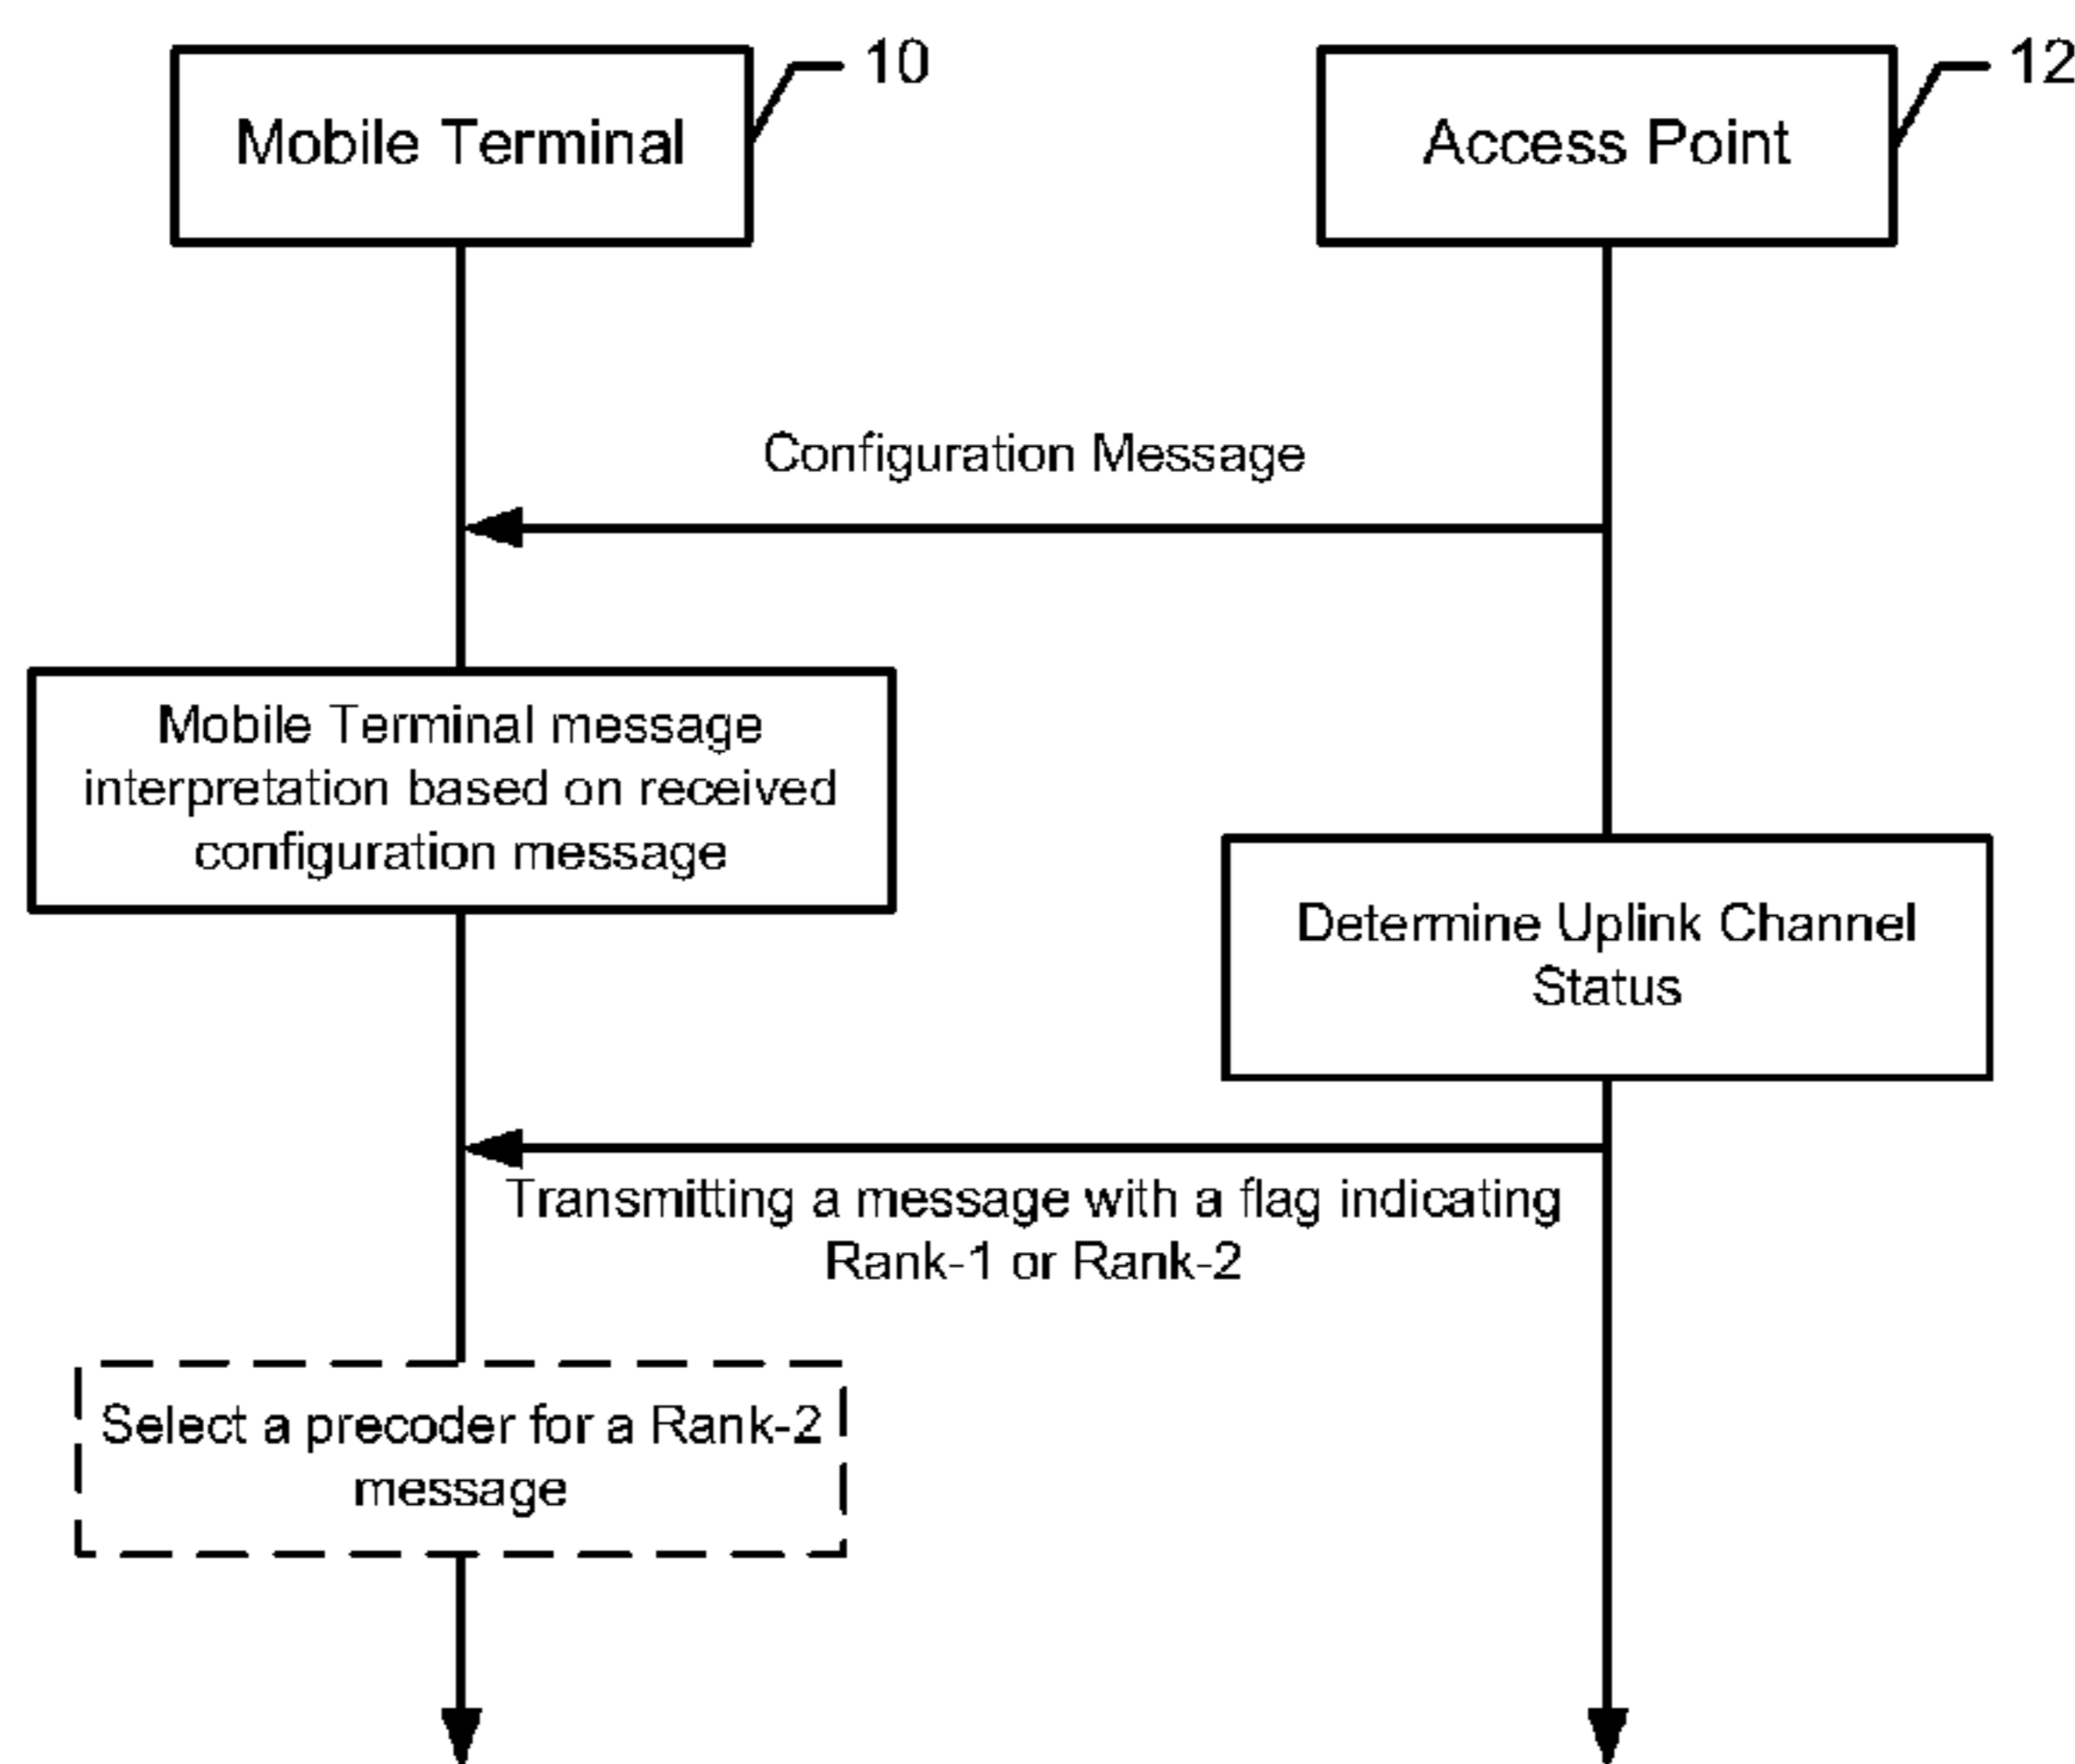 10
12
Mobile Terminal
Access Point
Configuration Message
Mobile Terminal message
interpretation based on received
configuration message
Determine Uplink Channel
Status
Transmitting a message with a flag indicating
Rank-1 or Rank-2
Select a precoder for a Rank-2
message